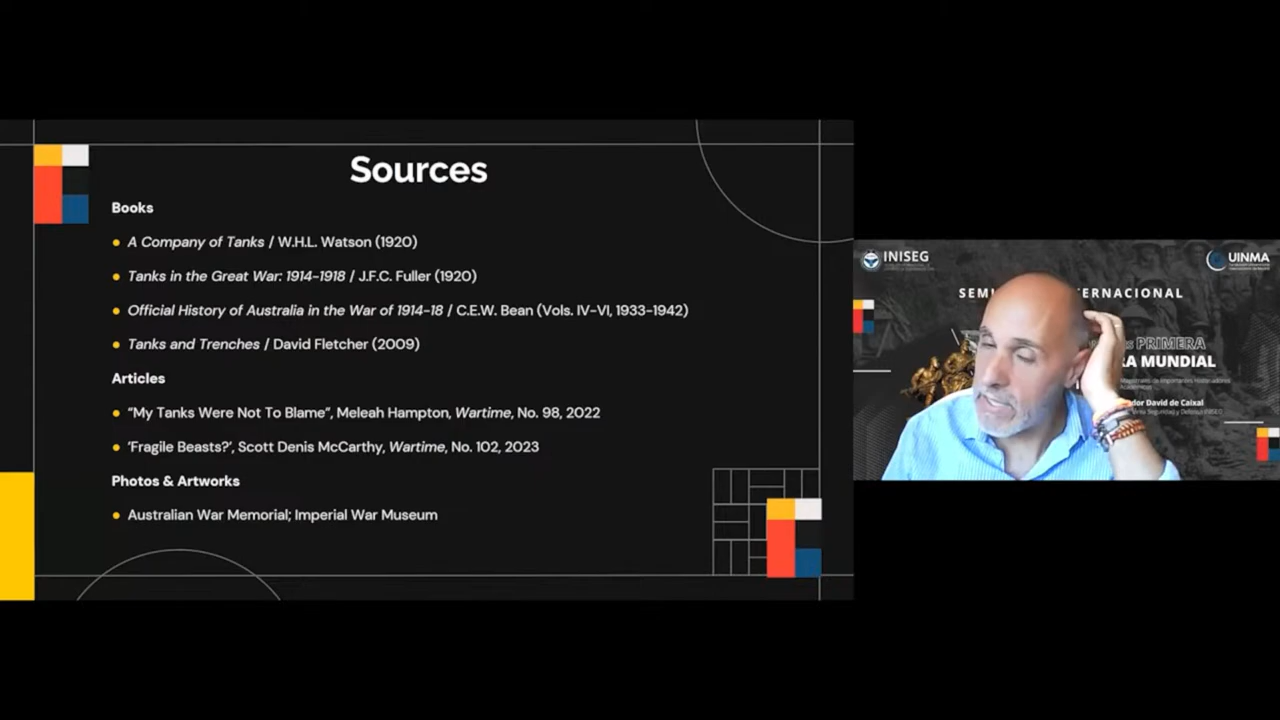 Sources
Books
A Company of Tanks / W.H.L. Watson (1920)
Tanks in the Great War: 1914-1918 / J.F.C. Fuller (1920)
Official History of Australia in the War of 1914-18 / C.E.W. Bean (Vols. IV-VI, 1933-1942)
Tanks and Trenches / David Fletcher (2009)
Articles
“My Tanks Were Not To Blame“, Meleah Hampton, Wartime, No. 98, 2022
‘Fragile Beasts?’, Scott Denis McCarthy, Wartime, No. 102, 2023
Photos & Artworks
Australian War Memorial; Imperial War Museum
INISEG
UINMA
SEMI ERNACIONAL
PRIMERA
RA MUNDIAL
dor David de Caixal